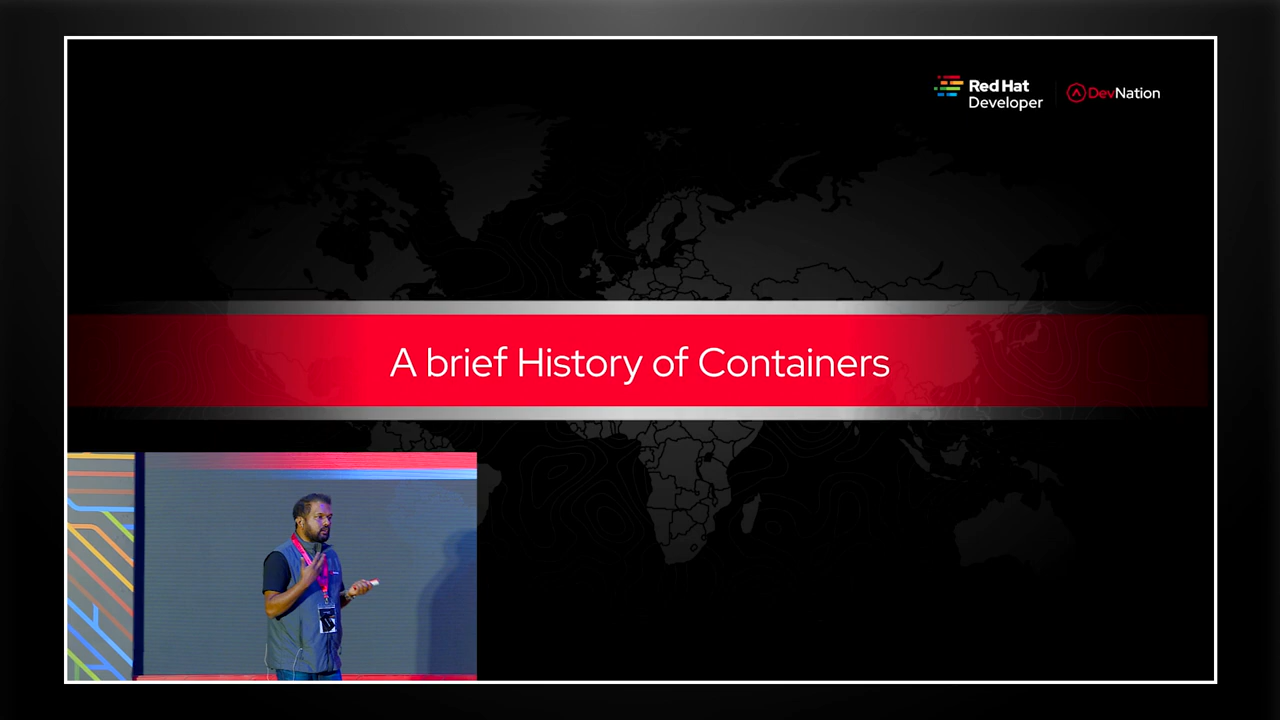 Red Hat
Developer
DevNation
A brief History of Containers